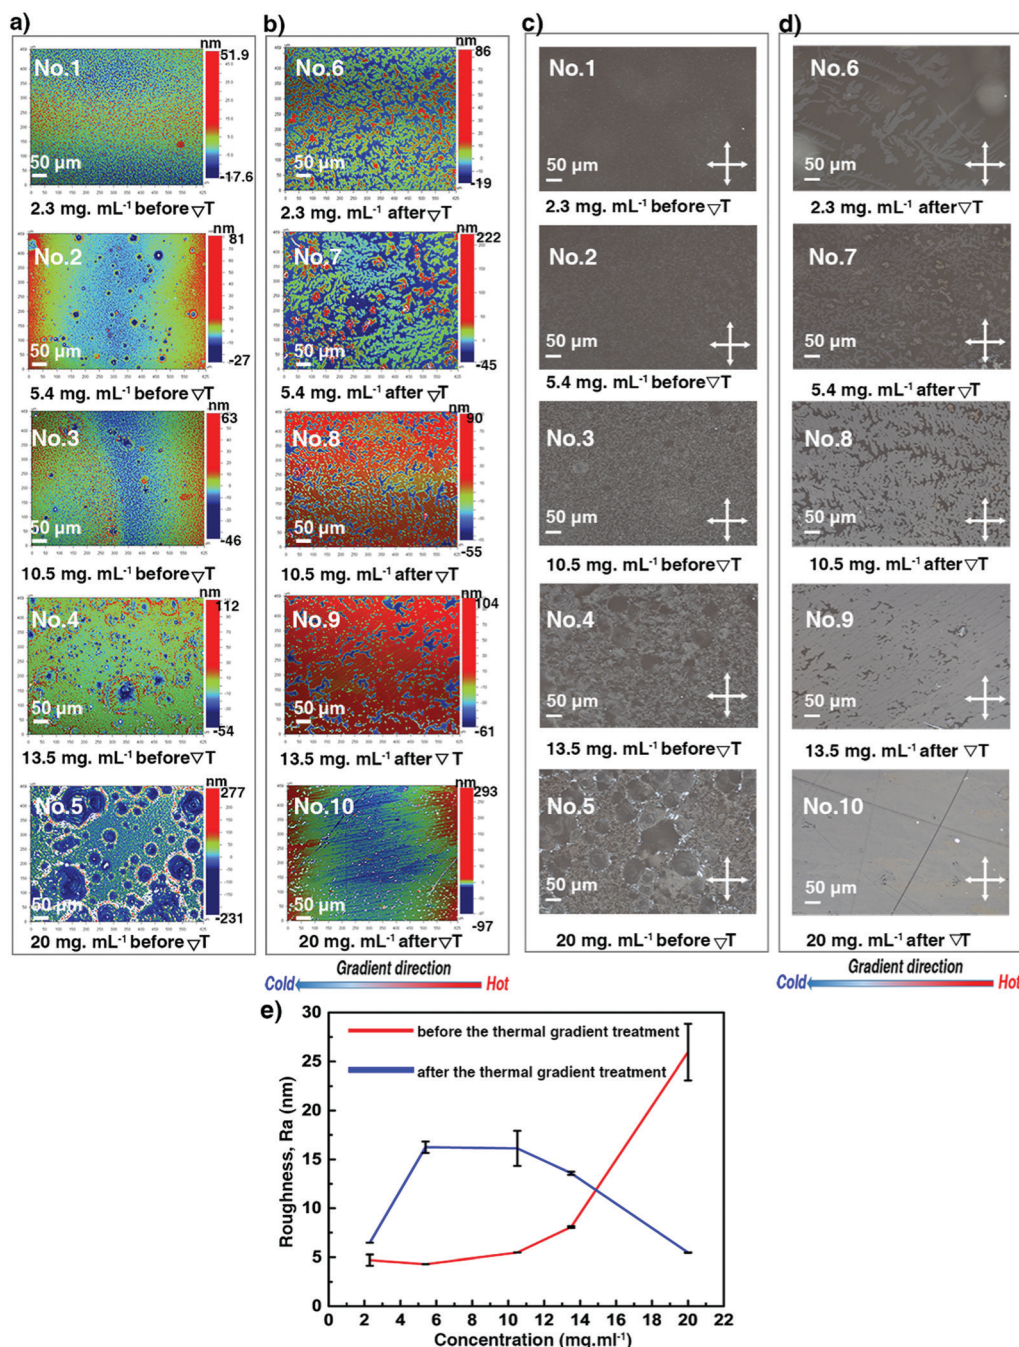 a)
nm
51.9
No.1
50 µm
-17.6
2.3 mg. mL⁻¹ before ▽T
nm
81
No.2
50 µm
-27
5.4 mg. mL⁻¹ before ▽T
nm
63
No.3
50 µm
-46
10.5 mg. mL⁻¹ before ▽T
nm
112
No.4
50 µm
-54
13.5 mg. mL⁻¹ before ▽T
nm
277
No.5
50 µm
-231
20 mg. mL⁻¹ before ▽T
b)
nm
86
No.6
50 µm
-19
2.3 mg. mL⁻¹ after ▽T
nm
222
No.7
50 µm
-45
5.4 mg. mL⁻¹ after ▽T
nm
90
No.8
50 µm
-55
10.5 mg. mL⁻¹ after ▽T
nm
104
No.9
50 µm
-61
13.5 mg. mL⁻¹ after ▽T
nm
293
No.10
50 µm
-97
20 mg. mL⁻¹ after ▽T
Gradient direction
Cold Hot
c)
No.1
50 µm
2.3 mg. mL⁻¹ before ▽T
No.2
50 µm
5.4 mg. mL⁻¹ before ▽T
No.3
50 µm
10.5 mg. mL⁻¹ before ▽T
No.4
50 µm
13.5 mg. mL⁻¹ before ▽T
No.5
50 µm
20 mg. mL⁻¹ before ▽T
d)
No.6
50 µm
2.3 mg. mL⁻¹ after ▽T
No.7
50 µm
5.4 mg. mL⁻¹ after ▽T
No.8
50 µm
10.5 mg. mL⁻¹ after ▽T
No.9
50 µm
13.5 mg. mL⁻¹ after ▽T
No.10
50 µm
20 mg. mL⁻¹ after ▽T
Gradient direction
Cold Hot
e)
30
25
20
15
10
5
0
Roughness, Ra (nm)
before the thermal gradient treatment
after the thermal gradient treatment
0 2 4 6 8 10 12 14 16 18 20 22
Concentration (mg.ml⁻¹)